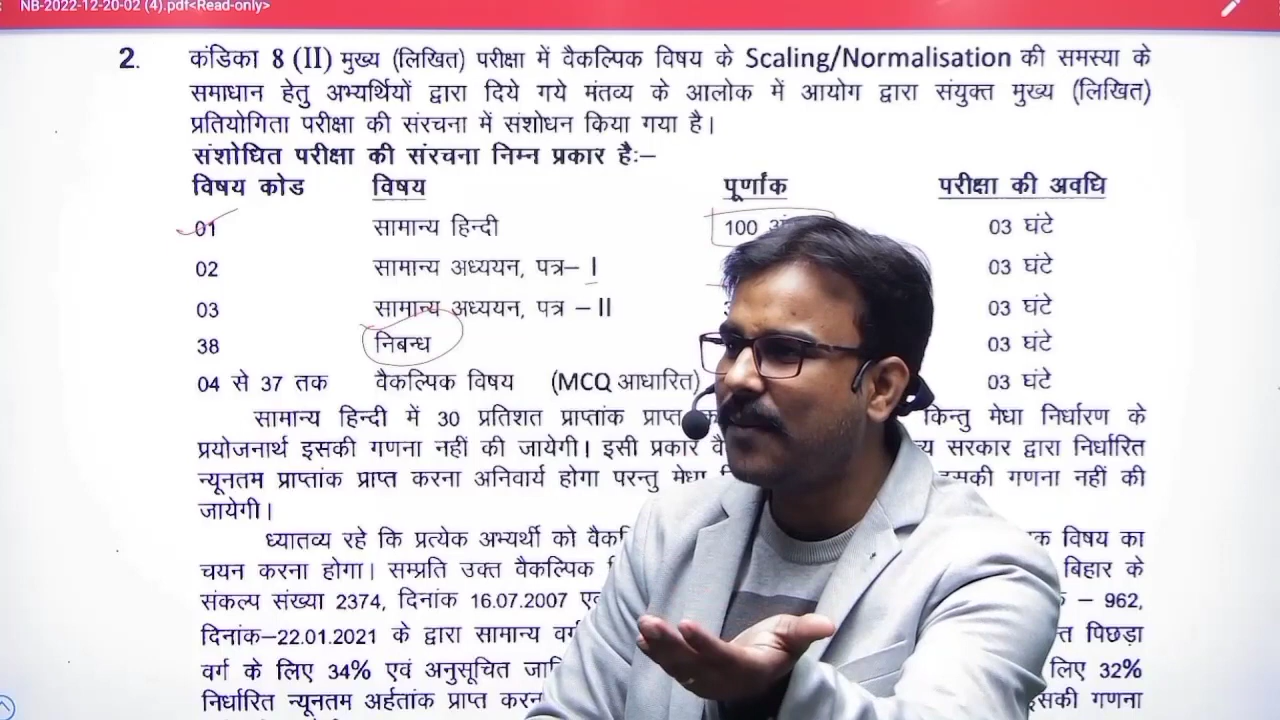 NB-2022-12-20-02 (4).pdf<Read-only>
2. कंडिका 8 (II) मुख्य (लिखित) परीक्षा में वैकल्पिक विषय के Scaling/Normalisation की समस्या के
समाधान हेतु अभ्यर्थियों द्वारा दिये गये मंतव्य के आलोक में आयोग द्वारा संयुक्त मुख्य (लिखित)
प्रतियोगिता परीक्षा की संरचना में संशोधन किया गया है।
संशोधित परीक्षा की संरचना निम्न प्रकार हैः–
विषय कोड विषय पूर्णांक परीक्षा की अवधि
01 सामान्य हिन्दी 100 03 घंटे
02 सामान्य अध्ययन, पत्र– I 03 घंटे
03 सामान्य अध्ययन, पत्र – II 03 घंटे
38 निबन्ध 03 घंटे
04 से 37 तक वैकल्पिक विषय (MCQ आधारित) 03 घंटे
सामान्य हिन्दी में 30 प्रतिशत प्राप्तांक प्राप्त किन्तु मेधा निर्धारण के
प्रयोजनार्थ इसकी गणना नहीं की जायेगी। इसी प्रकार सरकार द्वारा निर्धारित
न्यूनतम प्राप्तांक प्राप्त करना अनिवार्य होगा परन्तु मेधा इसकी गणना नहीं की
जायेगी।
ध्यातव्य रहे कि प्रत्येक अभ्यर्थी को विषय का
चयन करना होगा। सम्प्रति उक्त वैकल्पिक बिहार के
संकल्प संख्या 2374, दिनांक 16.07.2007 – 962,
दिनांक–22.01.2021 के द्वारा सामान्य पिछड़ा
वर्ग के लिए 34% एवं अनुसूचित लिए 32%
निर्धारित न्यूनतम अर्हतांक प्राप्त इसकी गणना